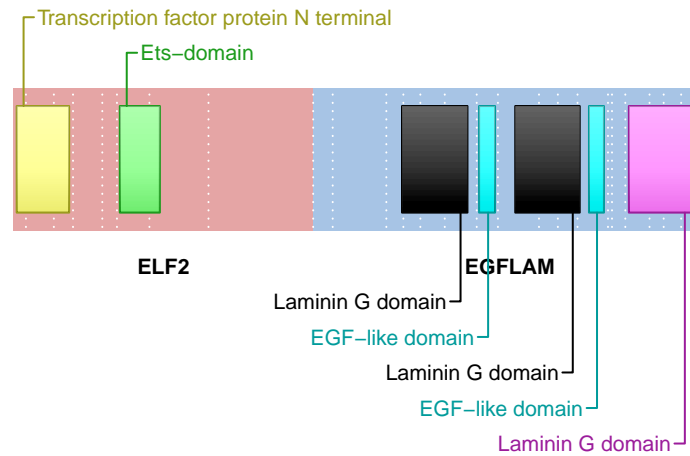 Transcription factor protein N terminal
Ets−domain
ELF2
EGFLAM
Laminin G domain
EGF−like domain
Laminin G domain
EGF−like domain
Laminin G domain